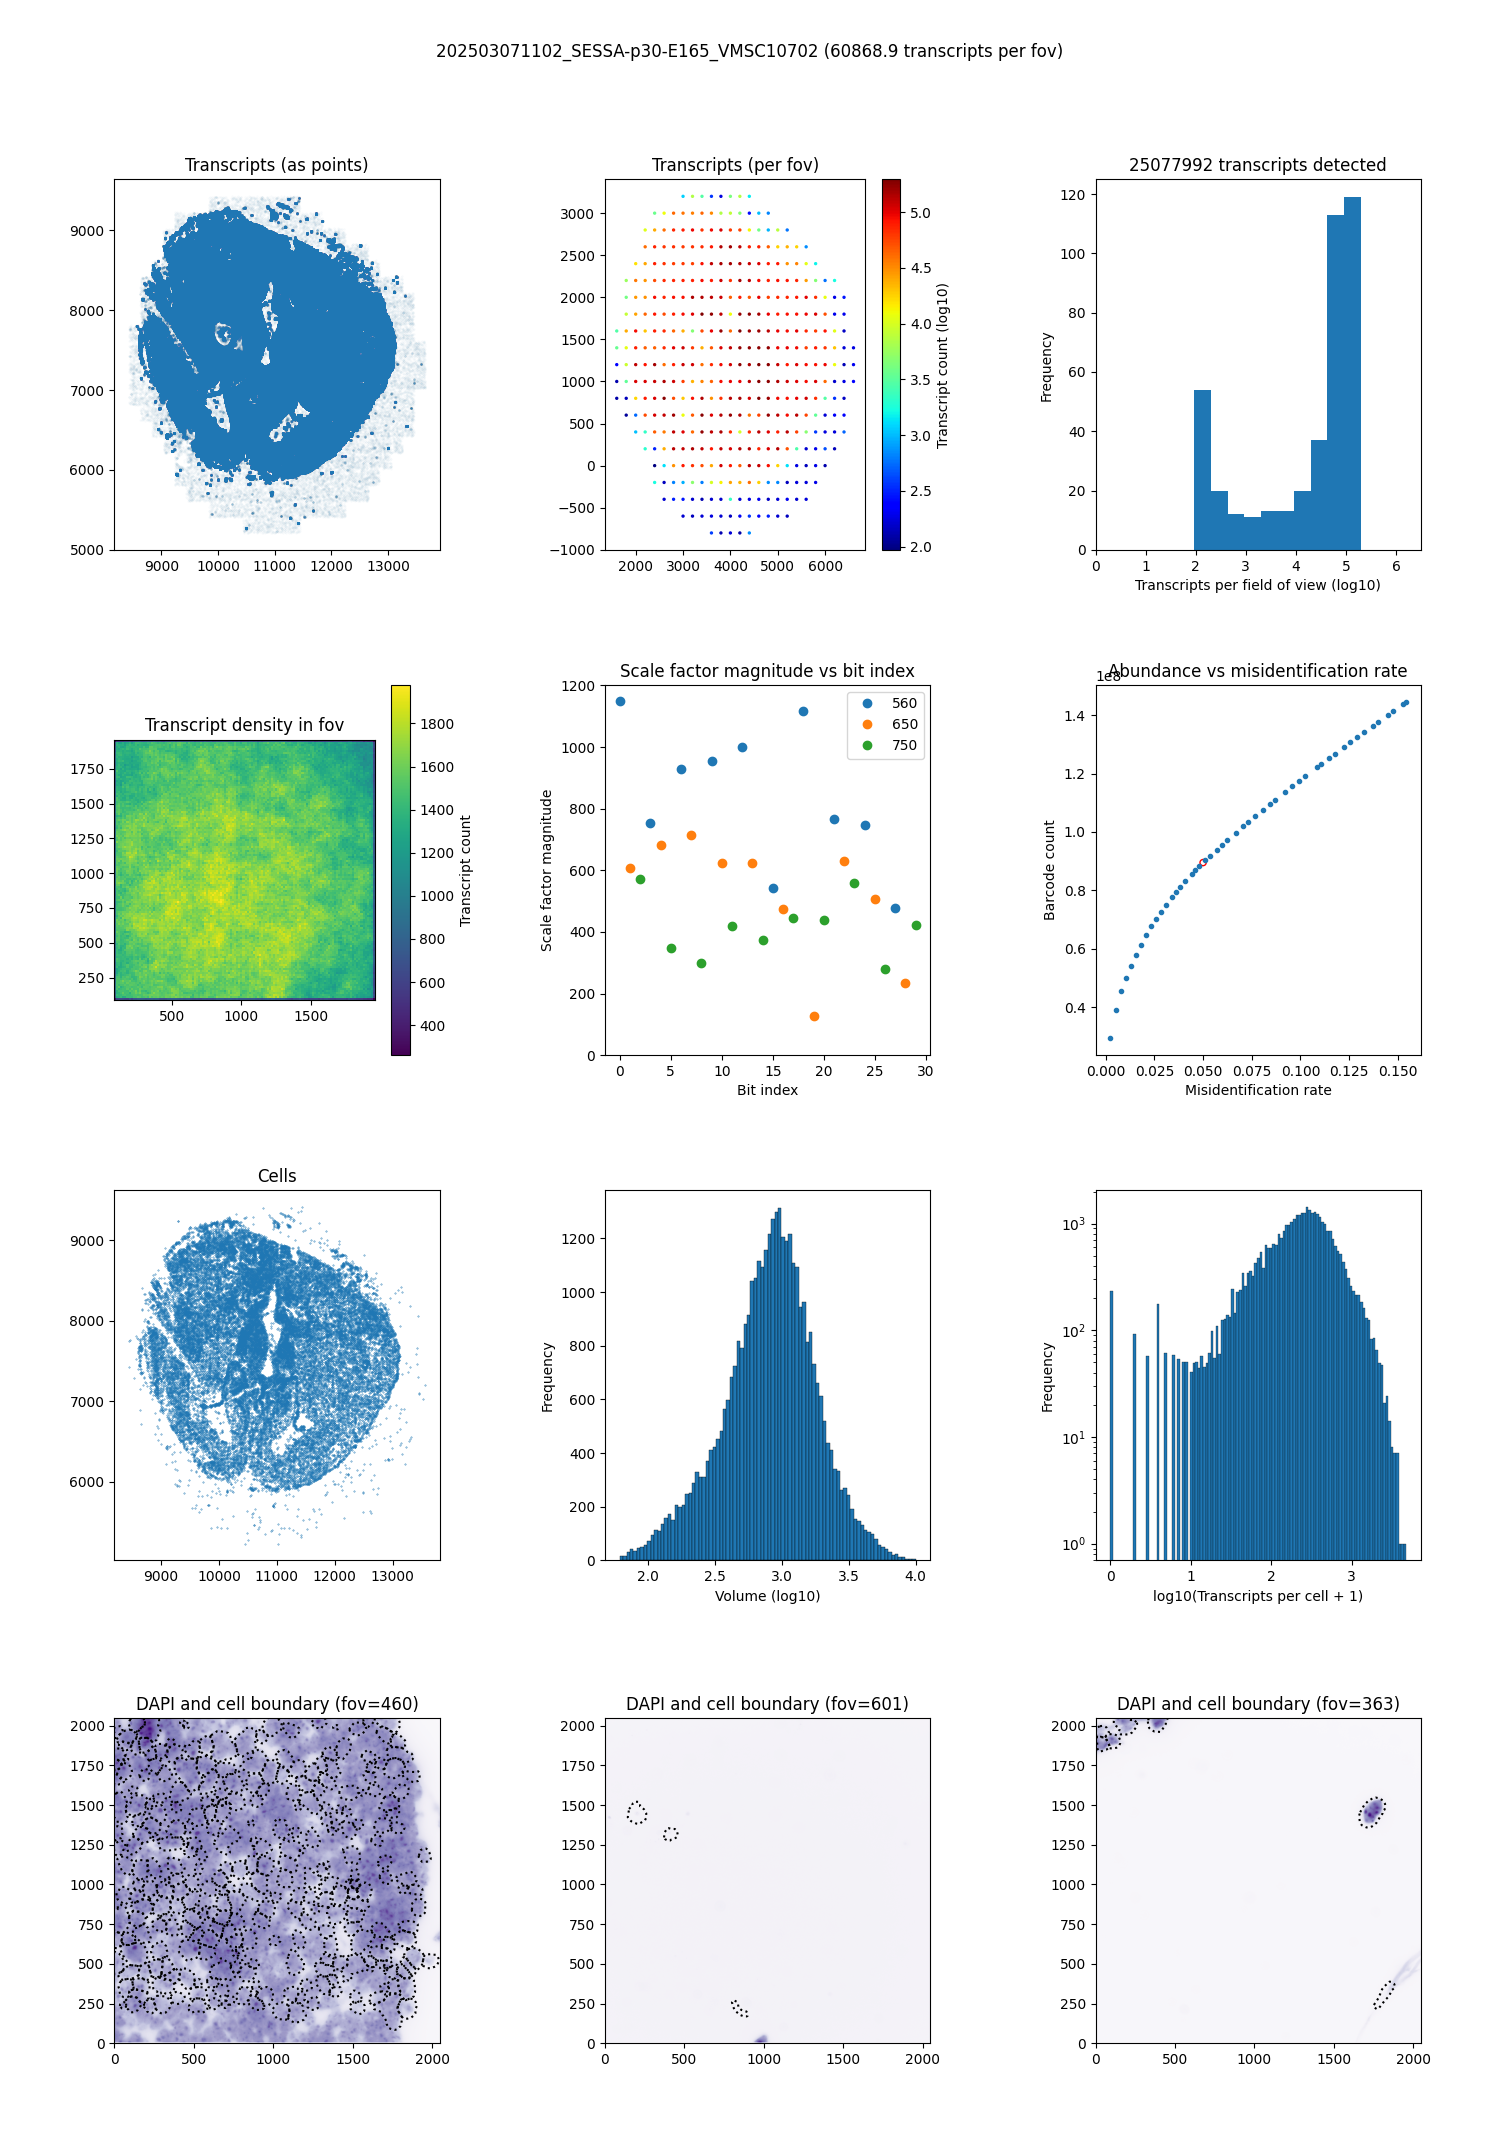 202503071102_SESSA-p30-E165_VMSC10702 (60868.9 transcripts per fov)
Transcripts (as points)
9000
8000
7000
6000
5000
9000 10000 11000 12000 13000
Transcripts (per fov)
3000
2500
2000
1500
1000
500
0
−500
−1000
2000 3000 4000 5000 6000
5.0
4.5
4.0
3.5
3.0
2.5
2.0
Transcript count (log10)
25077992 transcripts detected
Frequency
120
100
80
60
40
20
0
0 1 2 3 4 5 6
Transcripts per field of view (log10)
Transcript density in fov
1750
1500
1250
1000
750
500
250
500 1000 1500
1800
1600
1400
1200
1000
800
600
400
Transcript count
Scale factor magnitude vs bit index
Scale factor magnitude
1200
1000
800
600
400
200
0
560
650
750
0 5 10 15 20 25 30
Bit index
Abundance vs misidentification rate
1e8
Barcode count
1.4
1.2
1.0
0.8
0.6
0.4
0.000 0.025 0.050 0.075 0.100 0.125 0.150
Misidentification rate
Cells
9000
8000
7000
6000
9000 10000 11000 12000 13000
Frequency
1200
1000
800
600
400
200
0
2.0 2.5 3.0 3.5 4.0
Volume (log10)
Frequency
10³
10²
10¹
10⁰
0 1 2 3
log10(Transcripts per cell + 1)
DAPI and cell boundary (fov=460)
2000
1750
1500
1250
1000
750
500
250
0
0 500 1000 1500 2000
DAPI and cell boundary (fov=601)
2000
1750
1500
1250
1000
750
500
250
0
0 500 1000 1500 2000
DAPI and cell boundary (fov=363)
2000
1750
1500
1250
1000
750
500
250
0
0 500 1000 1500 2000